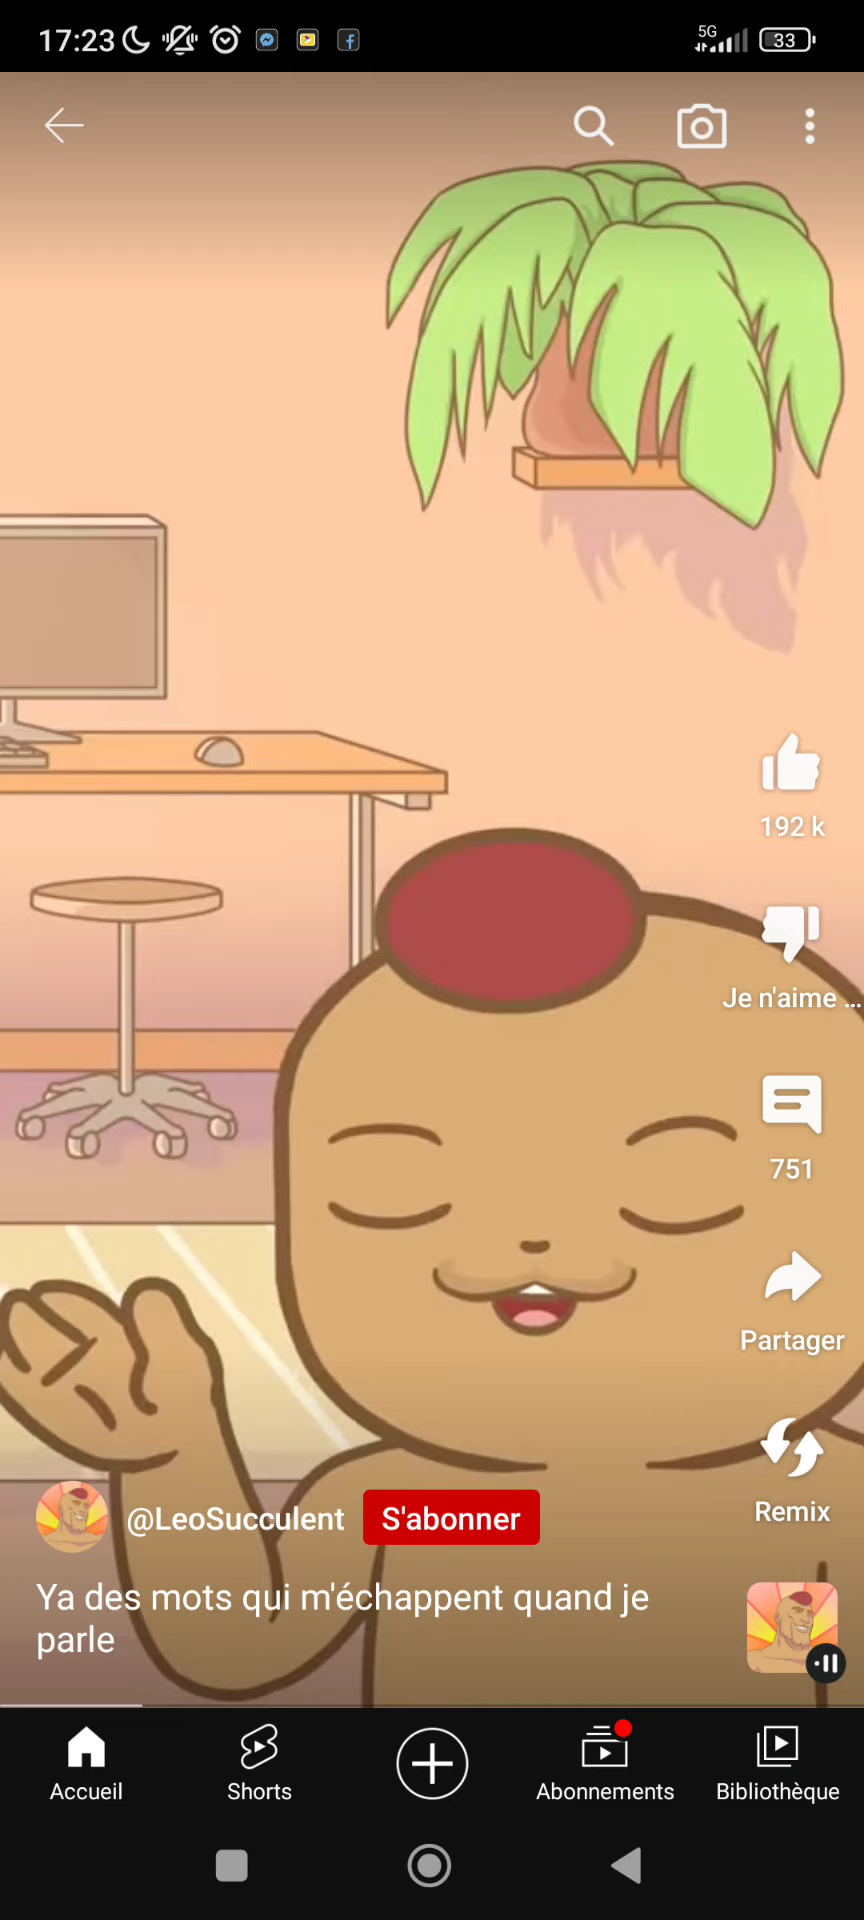 17:23
5G
33
192 k
Je n'aime ...
751
Partager
Remix
@LeoSucculent
S'abonner
Ya des mots qui m'échappent quand je
parle
Accueil
Shorts
Abonnements
Bibliothèque